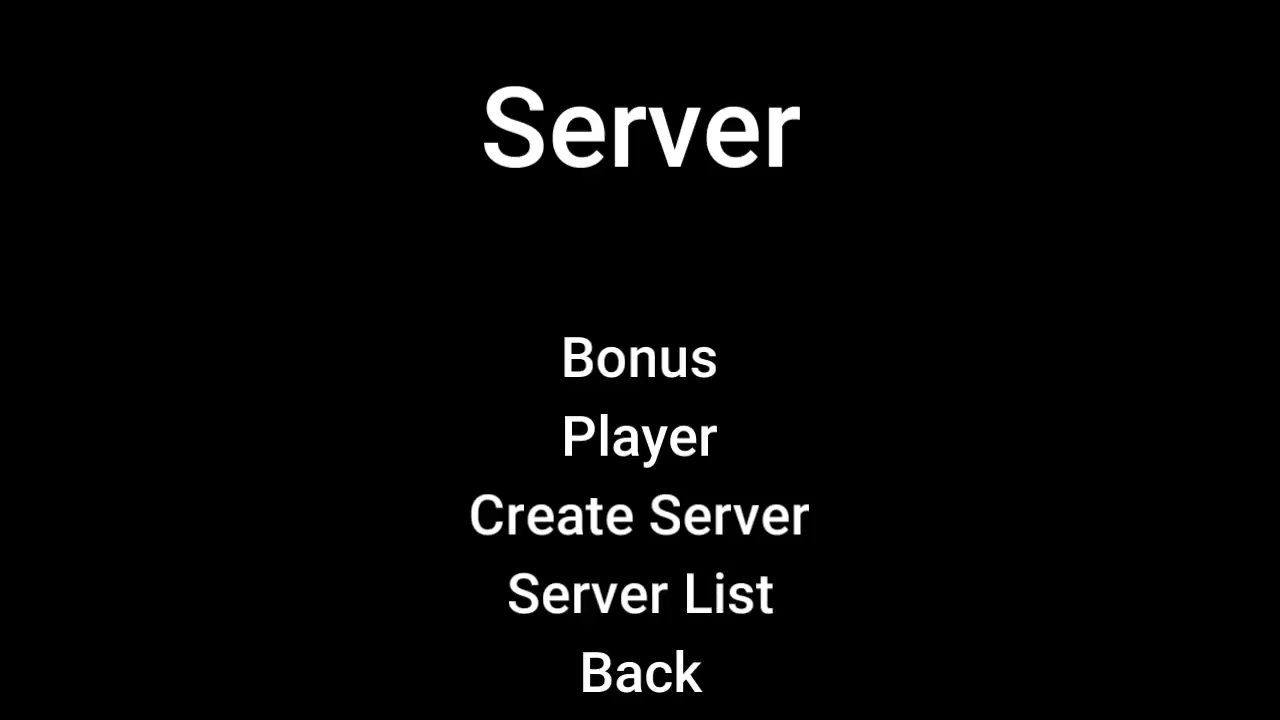 Server
Bonus
Player
Create Server
Server List
Back